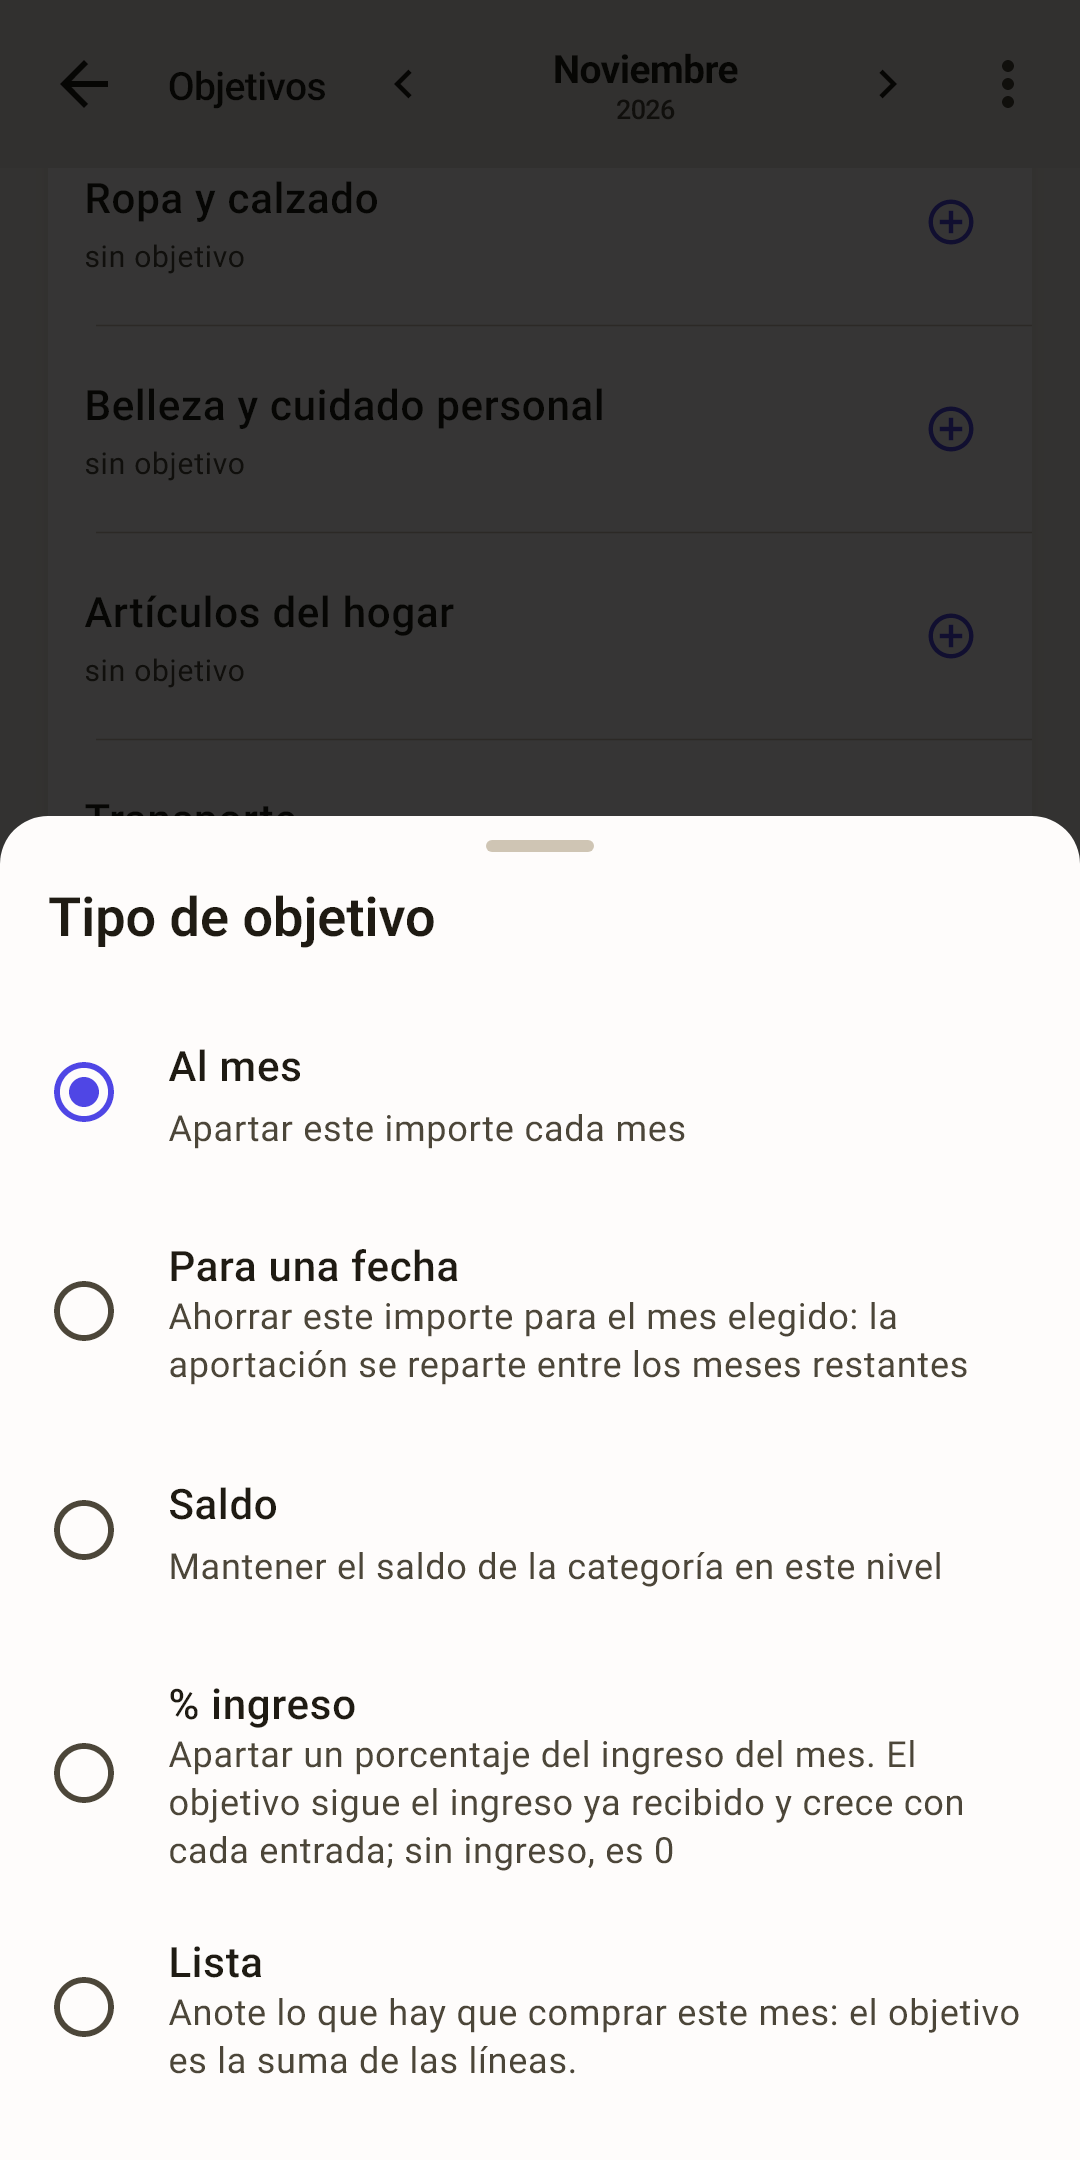 Objetivos
Noviembre
2026
Ropa y calzado
sin objetivo
Belleza y cuidado personal
sin objetivo
Artículos del hogar
sin objetivo
Transporte
Tipo de objetivo
Al mes
Apartar este importe cada mes
Para una fecha
Ahorrar este importe para el mes elegido: la
aportación se reparte entre los meses restantes
Saldo
Mantener el saldo de la categoría en este nivel
% ingreso
Apartar un porcentaje del ingreso del mes. El
objetivo sigue el ingreso ya recibido y crece con
cada entrada; sin ingreso, es 0
Lista
Anote lo que hay que comprar este mes: el objetivo
es la suma de las líneas.